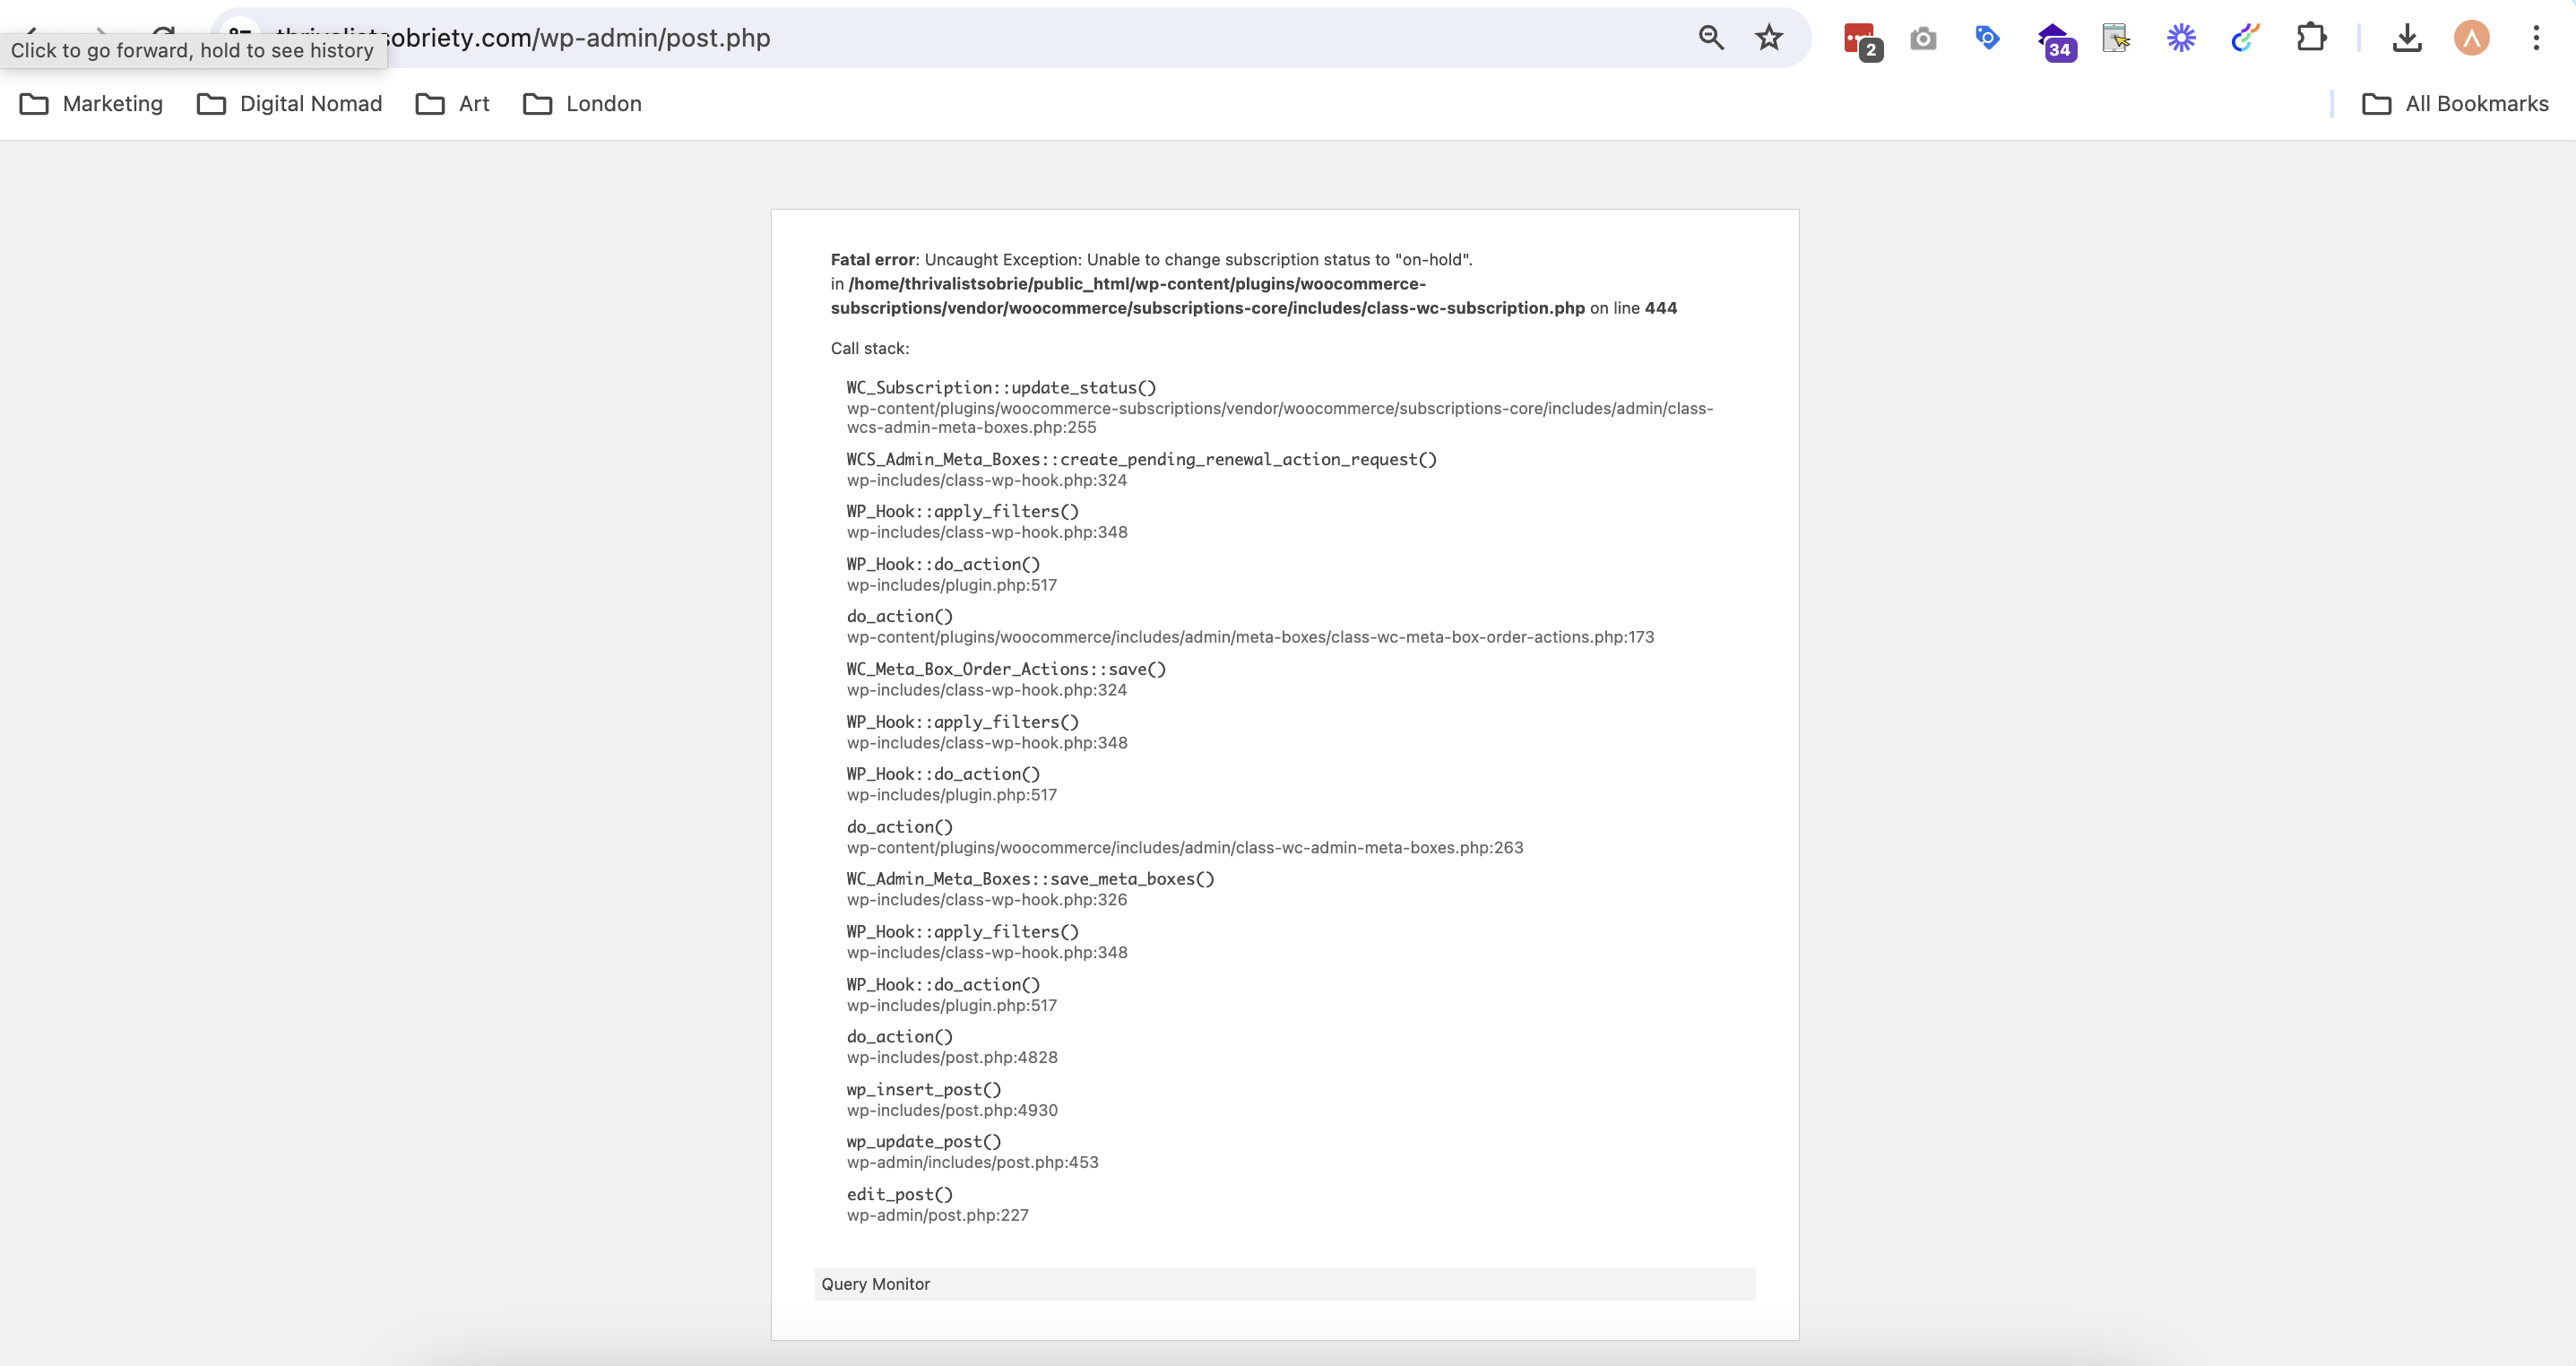 sobriety.com/wp-admin/post.php
Click to go forward, hold to see history
2
34
Marketing
Digital Nomad
Art
London
All Bookmarks
Fatal error: Uncaught Exception: Unable to change subscription status to "on-hold".
in /home/thrivalistsobrie/public_html/wp-content/plugins/woocommerce-
subscriptions/vendor/woocommerce/subscriptions-core/includes/class-wc-subscription.php on line 444
Call stack:
WC_Subscription::update_status()
wp-content/plugins/woocommerce-subscriptions/vendor/woocommerce/subscriptions-core/includes/admin/class-
wcs-admin-meta-boxes.php:255
WCS_Admin_Meta_Boxes::create_pending_renewal_action_request()
wp-includes/class-wp-hook.php:324
WP_Hook::apply_filters()
wp-includes/class-wp-hook.php:348
WP_Hook::do_action()
wp-includes/plugin.php:517
do_action()
wp-content/plugins/woocommerce/includes/admin/meta-boxes/class-wc-meta-box-order-actions.php:173
WC_Meta_Box_Order_Actions::save()
wp-includes/class-wp-hook.php:324
WP_Hook::apply_filters()
wp-includes/class-wp-hook.php:348
WP_Hook::do_action()
wp-includes/plugin.php:517
do_action()
wp-content/plugins/woocommerce/includes/admin/class-wc-admin-meta-boxes.php:263
WC_Admin_Meta_Boxes::save_meta_boxes()
wp-includes/class-wp-hook.php:326
WP_Hook::apply_filters()
wp-includes/class-wp-hook.php:348
WP_Hook::do_action()
wp-includes/plugin.php:517
do_action()
wp-includes/post.php:4828
wp_insert_post()
wp-includes/post.php:4930
wp_update_post()
wp-admin/includes/post.php:453
edit_post()
wp-admin/post.php:227
Query Monitor